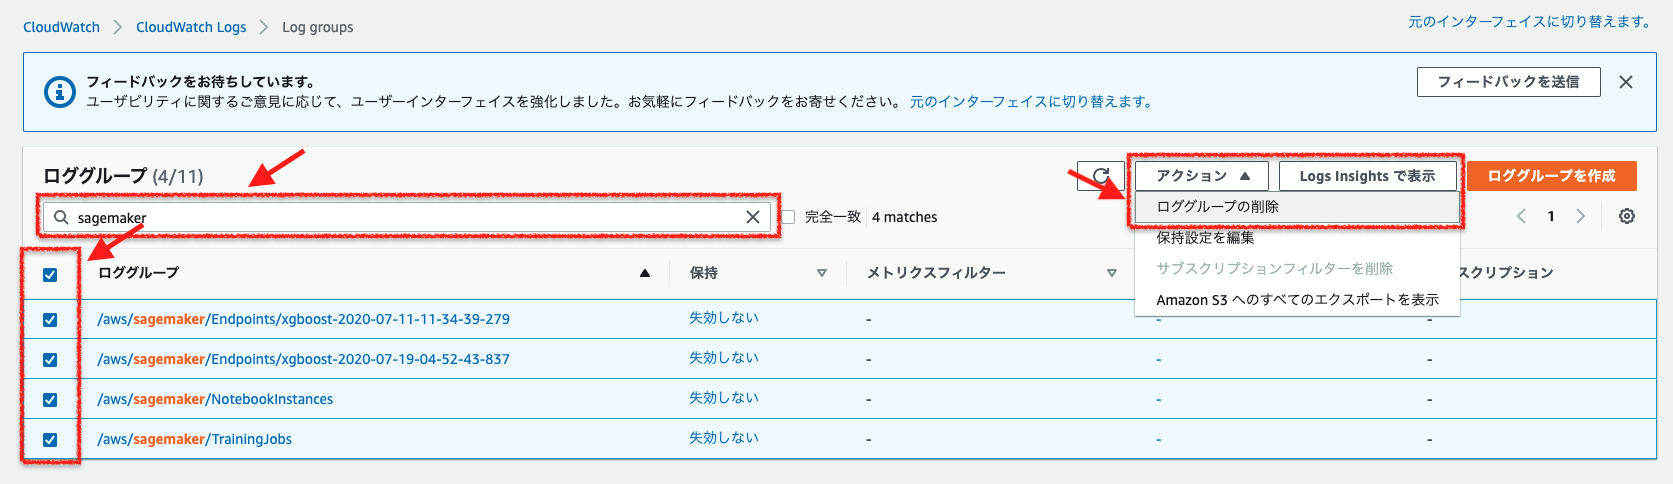 CloudWatch > CloudWatch Logs > Log groups
元のインターフェイスに切り替えます。
フィードバックをお待ちしています。
ユーザビリティに関するご意見に応じて、ユーザーインターフェイスを強化しました。お気軽にフィードバックをお寄せください。 元のインターフェイスに切り替えます。
フィードバックを送信
ロググループ (4/11)
アクション
Logs Insights で表示
ロググループを作成
sagemaker
完全一致
4 matches
ロググループの削除
保持設定を編集
サブスクリプションフィルターを削除
Amazon S3 へのすべてのエクスポートを表示
1
ロググループ 保持 メトリクスフィルター スクリプション
/aws/sagemaker/Endpoints/xgboost-2020-07-11-11-34-39-279 失効しない - - -
/aws/sagemaker/Endpoints/xgboost-2020-07-19-04-52-43-837 失効しない - - -
/aws/sagemaker/NotebookInstances 失効しない - - -
/aws/sagemaker/TrainingJobs 失効しない - - -